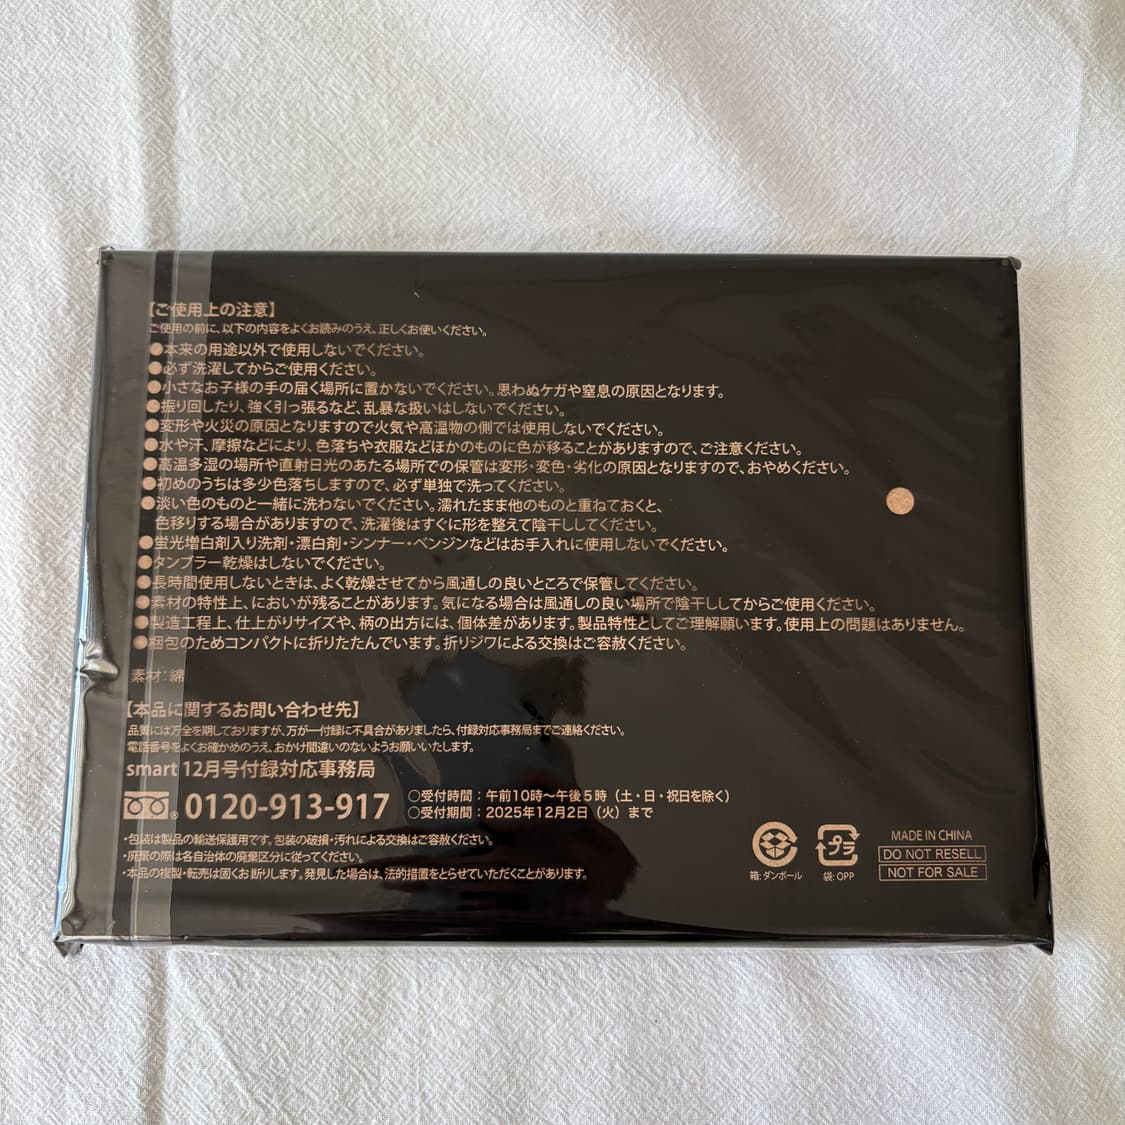 【ご使用上の注意】
ご使用の前に、以下の内容をよくお読みのうえ、正しくお使いください。
●本来の用途以外で使用しないでください。
●必ず洗濯してからご使用ください。
●小さなお子様の手の届く場所に置かないでください。思わぬケガや窒息の原因となります。
●振り回したり、強く引っ張るなど、乱暴な扱いはしないでください。
●変形や火災の原因となりますので火気や高温物の側では使用しないでください。
●水や汗、摩擦などにより、色落ちや衣服などほかのものに色が移ることがありますので、ご注意ください。
●高温多湿の場所や直射日光のあたる場所での保管は変形・変色・劣化の原因となりますので、おやめください。
●初めのうちは多少色落ちしますので、必ず単独で洗ってください。
●淡い色のものと一緒に洗わないでください。濡れたまま他のものと重ねておくと、
色移りする場合がありますので、洗濯後はすぐに形を整えて陰干ししてください。
●蛍光増白剤入り洗剤・漂白剤・シンナー・ベンジンなどはお手入れに使用しないでください。
●タンブラー乾燥はしないでください。
●長時間使用しないときは、よく乾燥させてから風通しの良いところで保管してください。
●素材の特性上、においが残ることがあります。気になる場合は風通しの良い場所で陰干ししてからご使用ください。
●製造工程上、仕上がりサイズや、柄の出方には、個体差があります。製品特性としてご理解願います。使用上の問題はありません。
●梱包のためコンパクトに折りたたんでいます。折りジワによる交換はご容赦ください。
素材：綿
【本品に関するお問い合わせ先】
品質には万全を期しておりますが、万が一付録に不具合がありましたら、付録対応事務局までご連絡ください。
電話番号をよくお確かめのうえ、おかけ間違いのないようお願いいたします。
smart 12月号付録対応事務局
0120-913-917
○受付時間：午前10時〜午後5時（土・日・祝日を除く）
○受付期間：2025年12月2日（火）まで
・包装は製品の輸送保護用です。包装の破損・汚れによる交換はご容赦ください。
・廃棄の際は各自治体の廃棄区分に従ってください。
・本品の複製・転売は固くお断りします。発見した場合は、法的措置をとらせていただくことがあります。
箱：ダンボール
プラ
袋：OPP
MADE IN CHINA
DO NOT RESELL
NOT FOR SALE